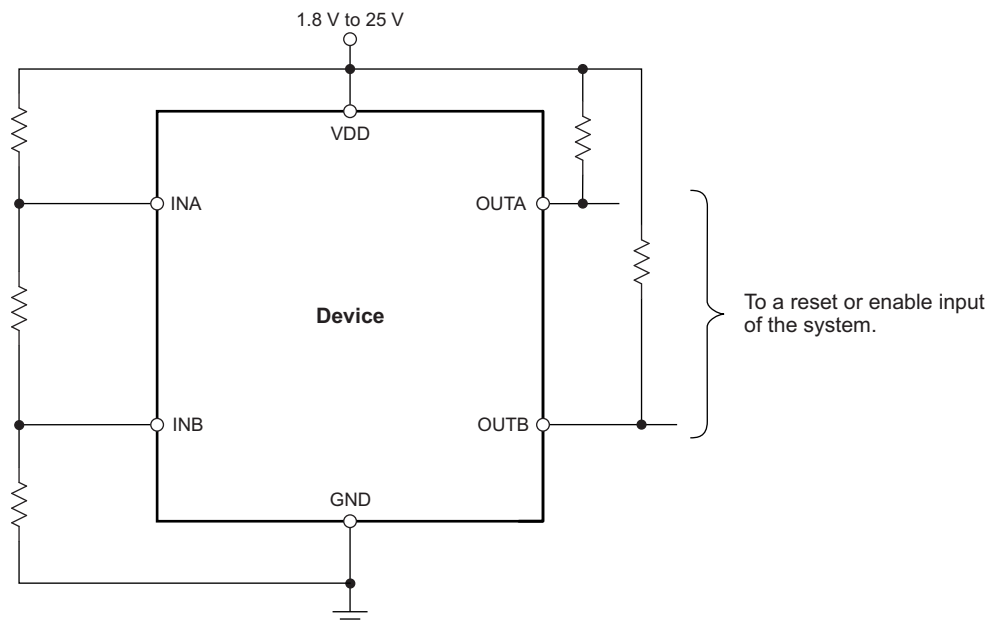 1.8 V to 25 V
VDD
INA
OUTA
Device
To a reset or enable input
of the system.
INB
OUTB
GND